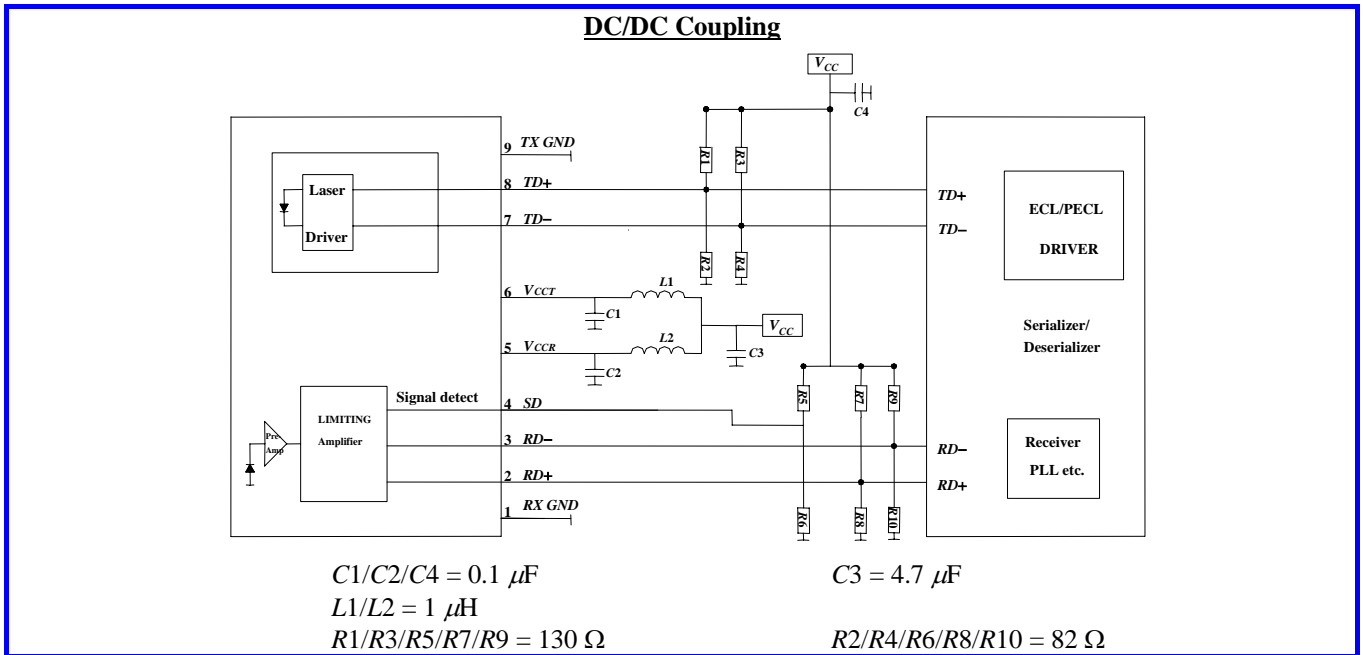 DC/DC Coupling
VCC
C4
9 TX GND
R1
R3
Laser
Driver
8 TD+
7 TD−
TD+
TD−
ECL/PECL
DRIVER
R2
R4
6 VCCT
L1
C1
VCC
5 VCCR
L2
C3
C2
Serializer/
Deserializer
R5
R7
R9
Signal detect
4 SD
LIMITING
Amplifier
Pre-
Amp
3 RD−
2 RD+
RD−
RD+
Receiver
PLL etc.
1 RX GND
R6
R8
R10
C1/C2/C4 = 0.1 μF
C3 = 4.7 μF
L1/L2 = 1 μH
R1/R3/R5/R7/R9 = 130 Ω
R2/R4/R6/R8/R10 = 82 Ω